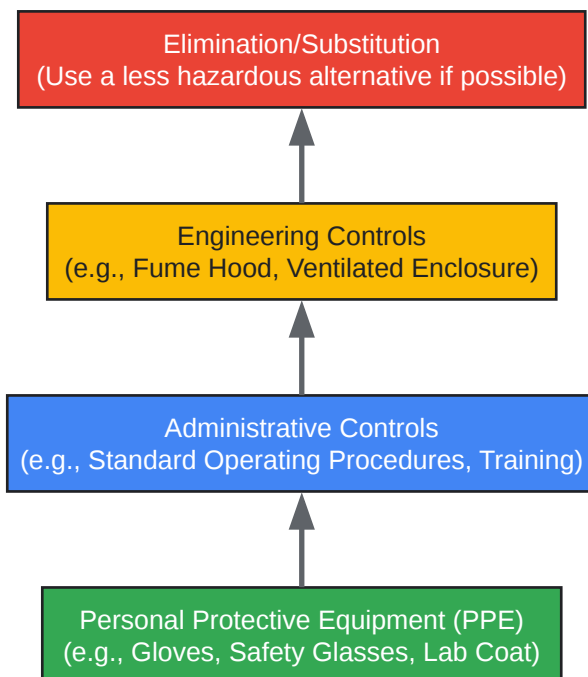 Elimination/Substitution
(Use a less hazardous alternative if possible)
Engineering Controls
(e.g., Fume Hood, Ventilated Enclosure)
Administrative Controls
(e.g., Standard Operating Procedures, Training)
Personal Protective Equipment (PPE)
(e.g., Gloves, Safety Glasses, Lab Coat)